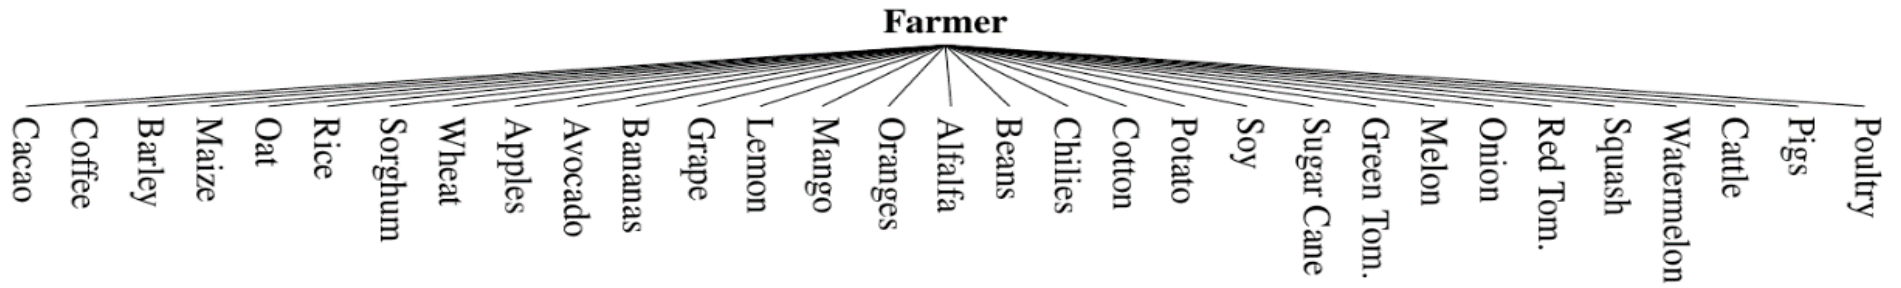 Farmer
Cacao
Coffee
Barley
Maize
Oat
Rice
Sorghum
Wheat
Apples
Avocado
Bananas
Grape
Lemon
Mango
Oranges
Alfalfa
Beans
Chilies
Cotton
Potato
Soy
Sugar Cane
Green Tom.
Melon
Onion
Red Tom.
Squash
Watermelon
Cattle
Pigs
Poultry